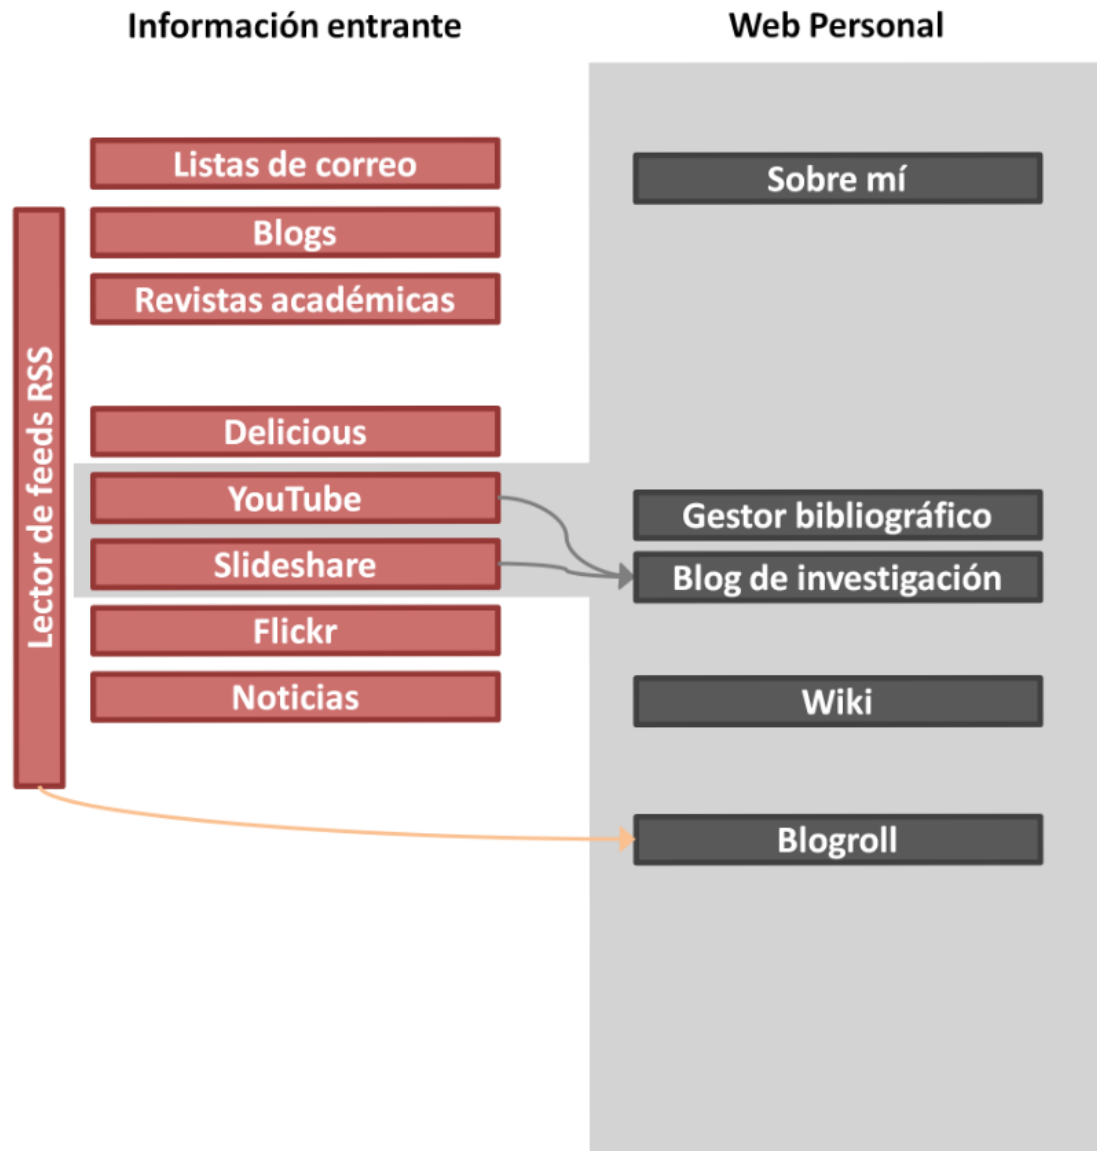 Información entrante
Web Personal
Listas de correo
Blogs
Revistas académicas
Lector de feeds RSS
Delicious
YouTube
Slideshare
Flickr
Noticias
Sobre mí
Gestor bibliográfico
Blog de investigación
Wiki
Blogroll